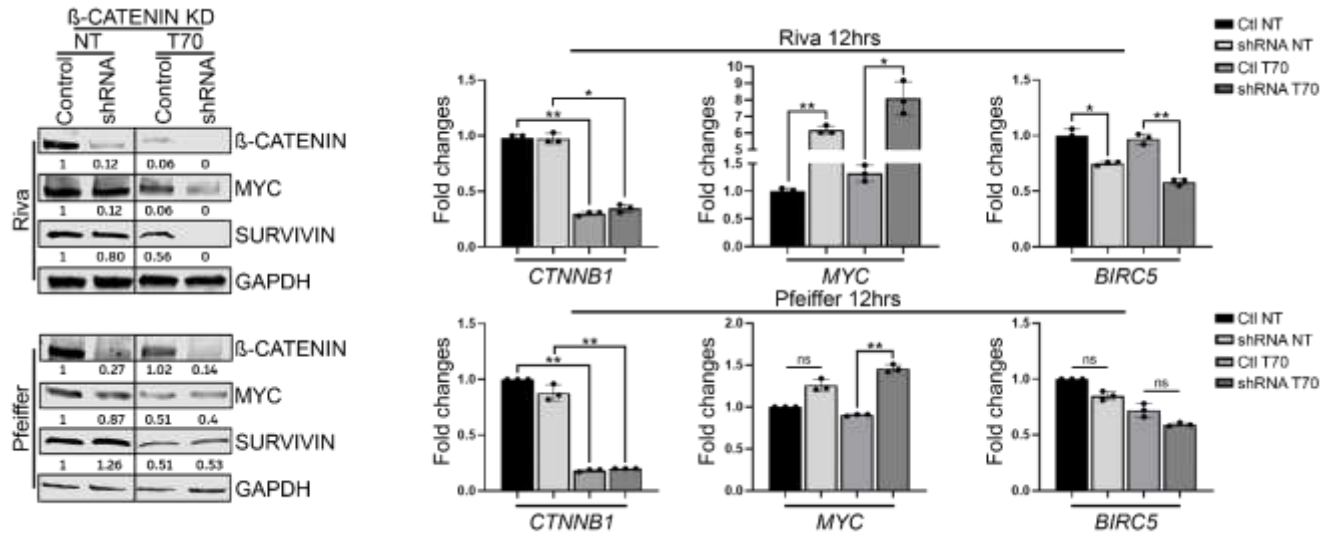 ß-CATENIN KD
NT T70
Control shRNA Control shRNA
Riva
ß-CATENIN
1 0.12 0.06 0
MYC
1 0.12 0.06 0
SURVIVIN
1 0.80 0.56 0
GAPDH
Pfeiffer
ß-CATENIN
1 0.27 1.02 0.14
MYC
1 0.87 0.51 0.4
SURVIVIN
1 1.26 0.51 0.53
GAPDH
Riva 12hrs
Fold changes
1.5
1.0
0.5
0.0
** *
CTNNB1
Fold changes
10
9
8
7
6
5
4
1.5
1.0
0.5
0.0
** *
MYC
Fold changes
1.5
1.0
0.5
0.0
* **
BIRC5
Ctl NT
shRNA NT
Ctl T70
shRNA T70
Pfeiffer 12hrs
Fold changes
1.5
1.0
0.5
0.0
** **
CTNNB1
Fold changes
2.0
1.5
1.0
0.5
0.0
ns **
MYC
Fold changes
1.5
1.0
0.5
0.0
ns ns
BIRC5
Ctl NT
shRNA NT
Ctl T70
shRNA T70